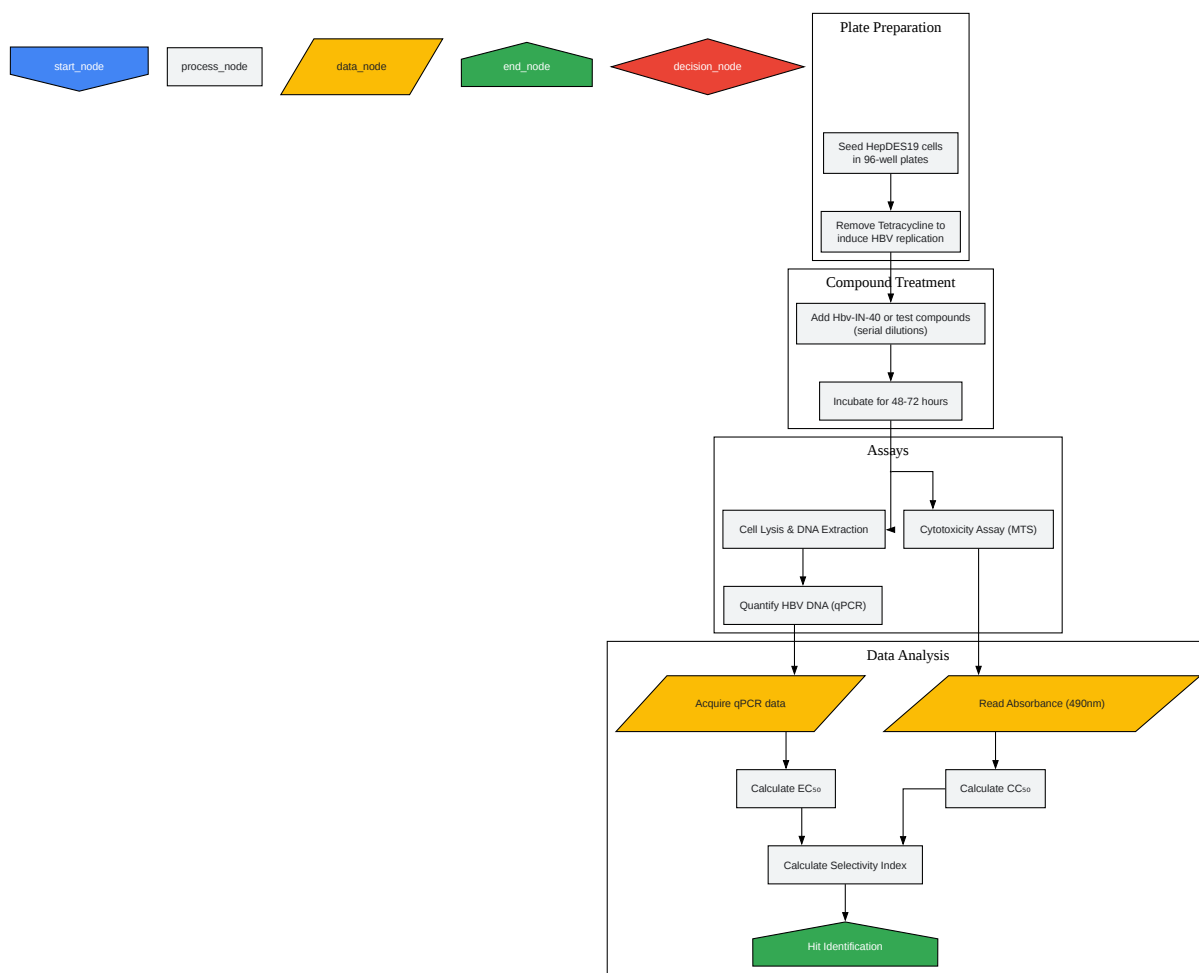 start_node
process_node
data_node
end_node
decision_node
Plate Preparation
Seed HepDES19 cells
in 96-well plates
Remove Tetracycline to
induce HBV replication
Compound Treatment
Add Hbv-IN-40 or test compounds
(serial dilutions)
Incubate for 48-72 hours
Assays
Cell Lysis & DNA Extraction
Cytotoxicity Assay (MTS)
Quantify HBV DNA (qPCR)
Data Analysis
Acquire qPCR data
Read Absorbance (490nm)
Calculate EC₅₀
Calculate CC₅₀
Calculate Selectivity Index
Hit Identification